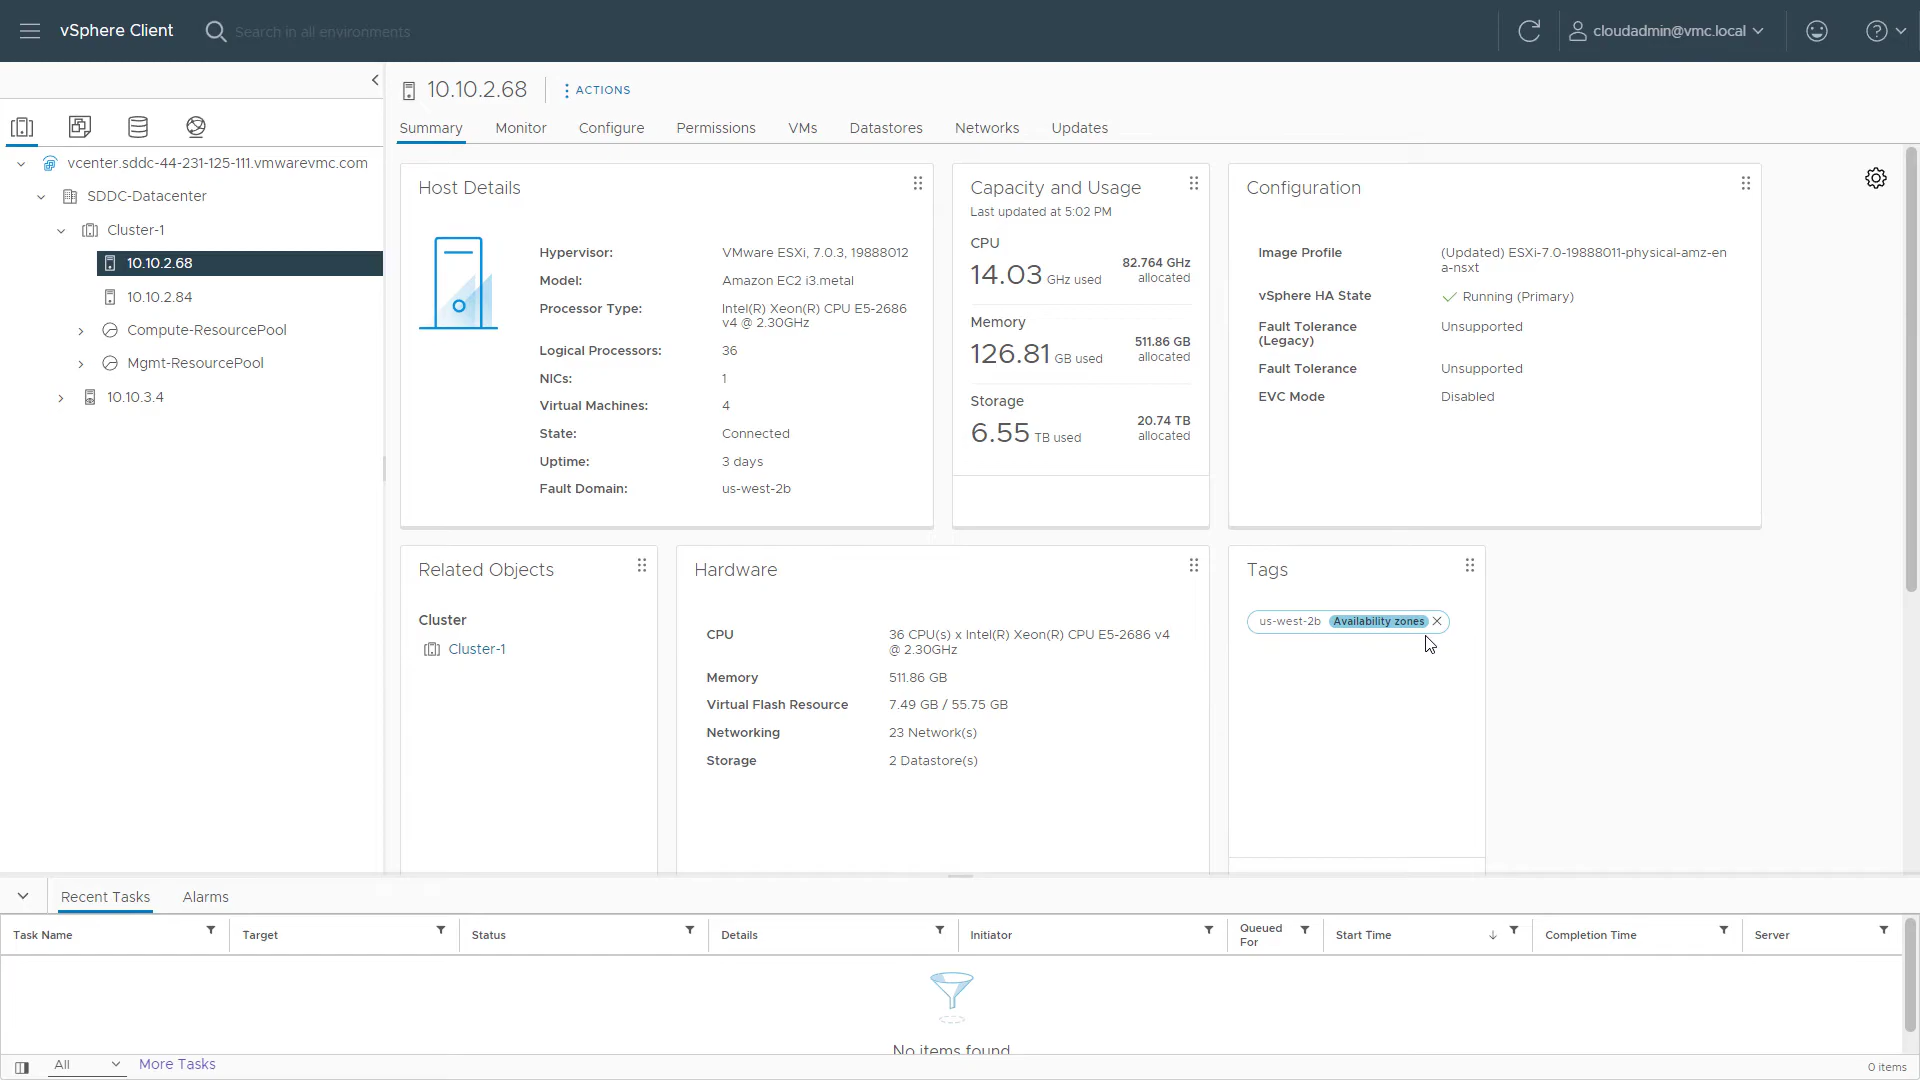 vSphere Client
Search in all environments
cloudadmin@vmc.local
10.10.2.68
ACTIONS
Summary
Monitor
Configure
Permissions
VMs
Datastores
Networks
Updates
vcenter.sddc-44-231-125-111.vmwarevmc.com
SDDC-Datacenter
Cluster-1
10.10.2.68
10.10.2.84
Compute-ResourcePool
Mgmt-ResourcePool
10.10.3.4
Host Details
Hypervisor: VMware ESXi, 7.0.3, 19888012
Model: Amazon EC2 i3.metal
Processor Type: Intel(R) Xeon(R) CPU E5-2686
v4 @ 2.30GHz
Logical Processors: 36
NICs: 1
Virtual Machines: 4
State: Connected
Uptime: 3 days
Fault Domain: us-west-2b
Capacity and Usage
Last updated at 5:02 PM
CPU
14.03 GHz used
82.764 GHz
allocated
Memory
126.81 GB used
511.86 GB
allocated
Storage
6.55 TB used
20.74 TB
allocated
Configuration
Image Profile (Updated) ESXi-7.0-19888011-physical-amz-en
a-nsxt
vSphere HA State Running (Primary)
Fault Tolerance Unsupported
(Legacy)
Fault Tolerance Unsupported
EVC Mode Disabled
Related Objects
Cluster
Cluster-1
Hardware
CPU 36 CPU(s) x Intel(R) Xeon(R) CPU E5-2686 v4
@ 2.30GHz
Memory 511.86 GB
Virtual Flash Resource 7.49 GB / 55.75 GB
Networking 23 Network(s)
Storage 2 Datastore(s)
Tags
us-west-2b Availability zones
Recent Tasks
Alarms
Task Name
Target
Status
Details
Initiator
Queued
For
Start Time
Completion Time
Server
No items found
All
More Tasks
0 items